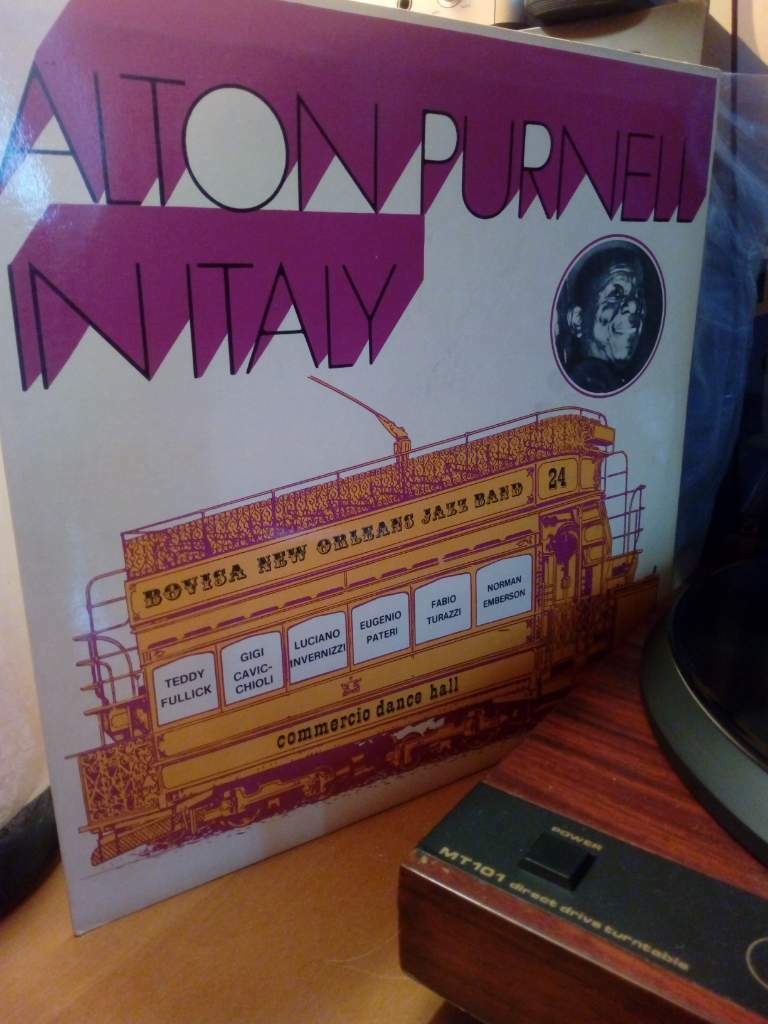 ALTON PURNELL
IN ITALY
24
BOVISA NEW ORLEANS JAZZ BAND
TEDDY
FULLICK
GIGI
CAVIC-
CHIOLI
LUCIANO
INVERNIZZI
EUGENIO
PATERI
FABIO
TURAZZI
NORMAN
EMBERSON
commercio dance hall
POWER
MT101 direct drive turntable